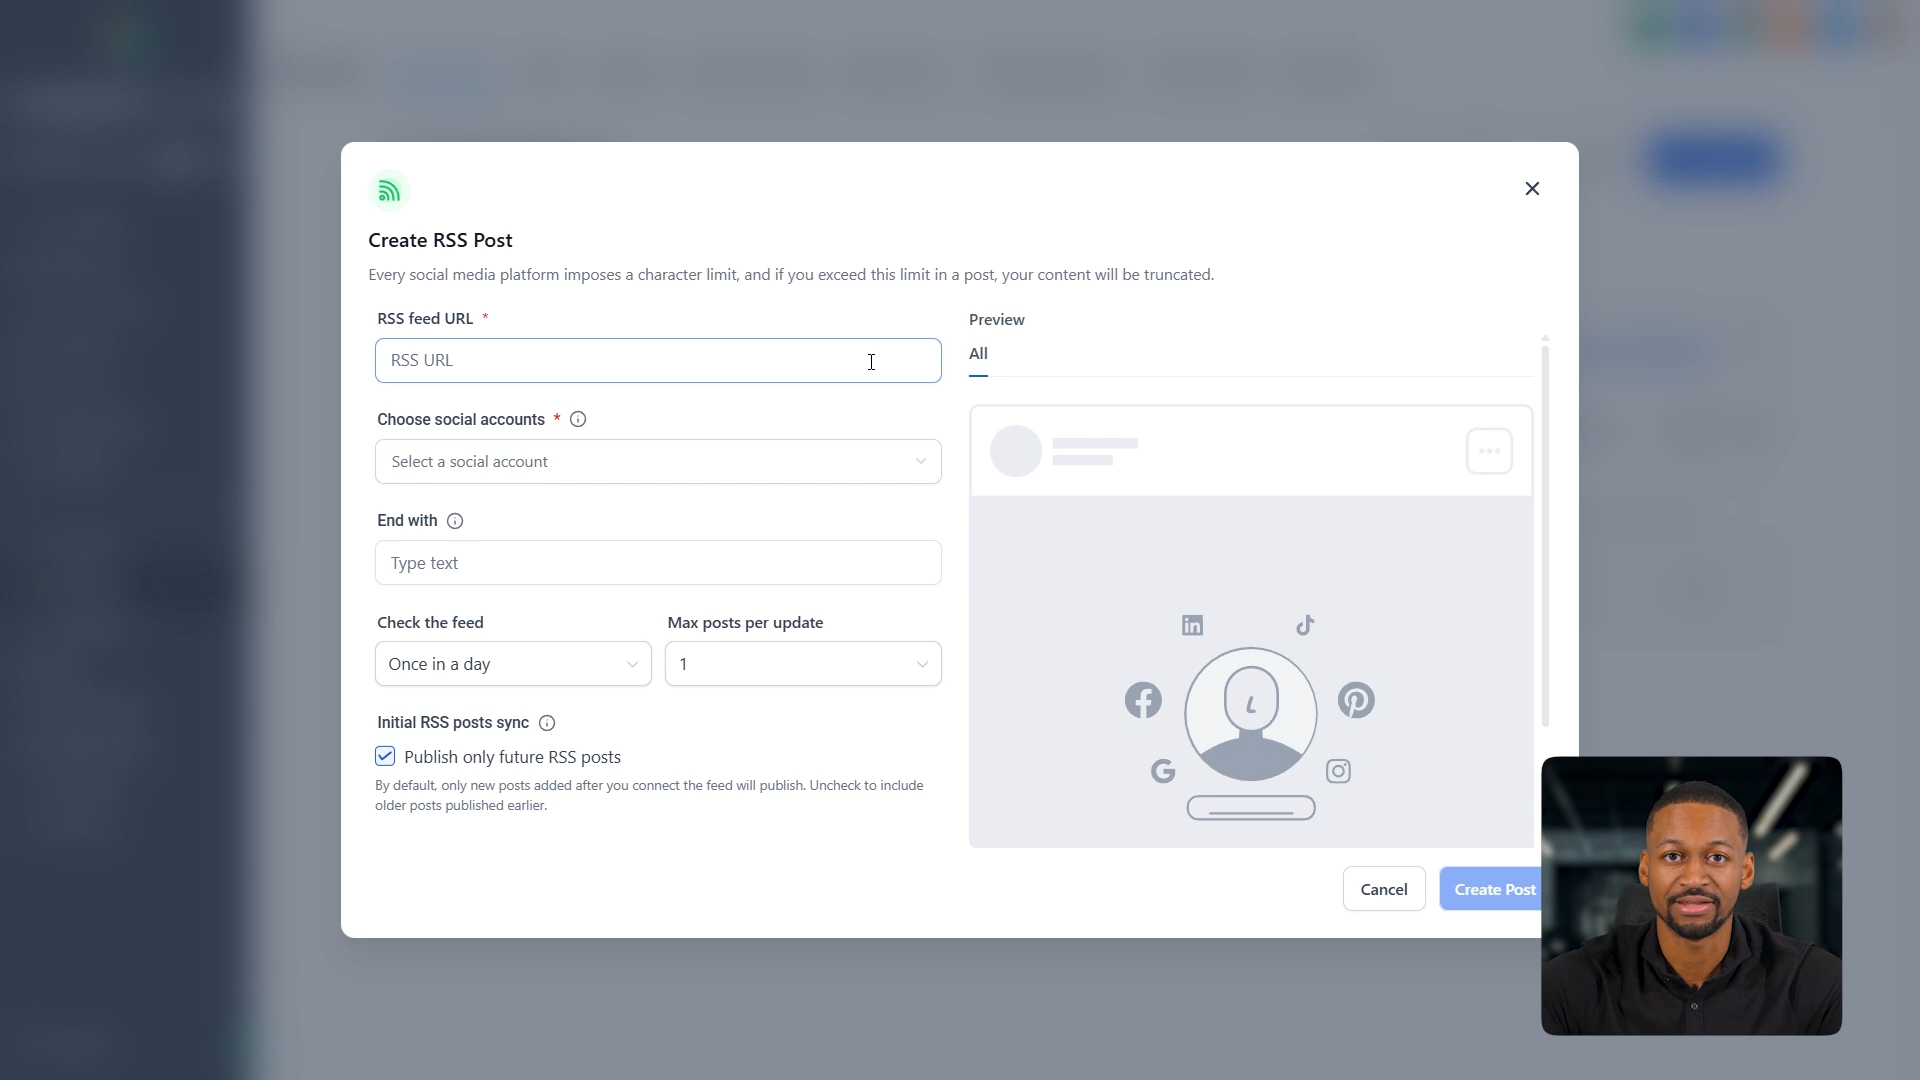 Create RSS Post
Every social media platform imposes a character limit, and if you exceed this limit in a post, your content will be truncated.
RSS feed URL *
RSS URL
Choose social accounts *
Select a social account
End with
Type text
Check the feed
Max posts per update
Once in a day
1
Initial RSS posts sync
Publish only future RSS posts
By default, only new posts added after you connect the feed will publish. Uncheck to include
older posts published earlier.
Preview
All
Cancel
Create Post